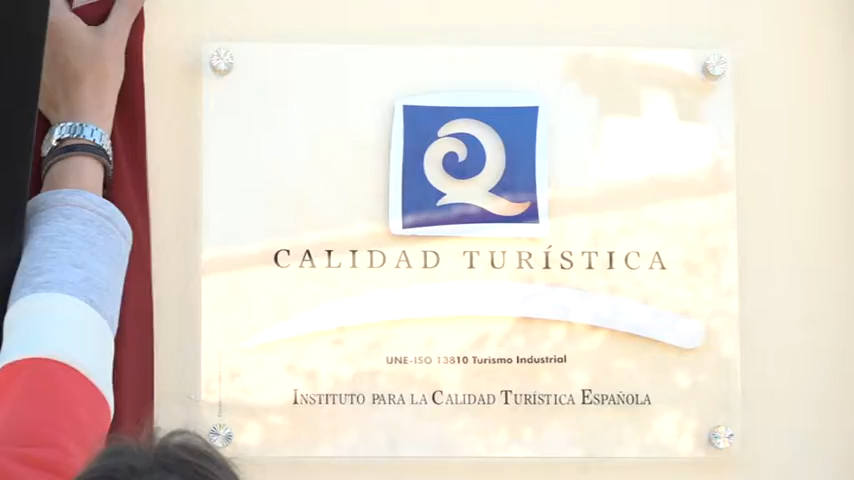 CALIDAD TURÍSTICA
UNE-ISO 13810 Turismo Industrial
INSTITUTO PARA LA CALIDAD TURÍSTICA ESPAÑOLA